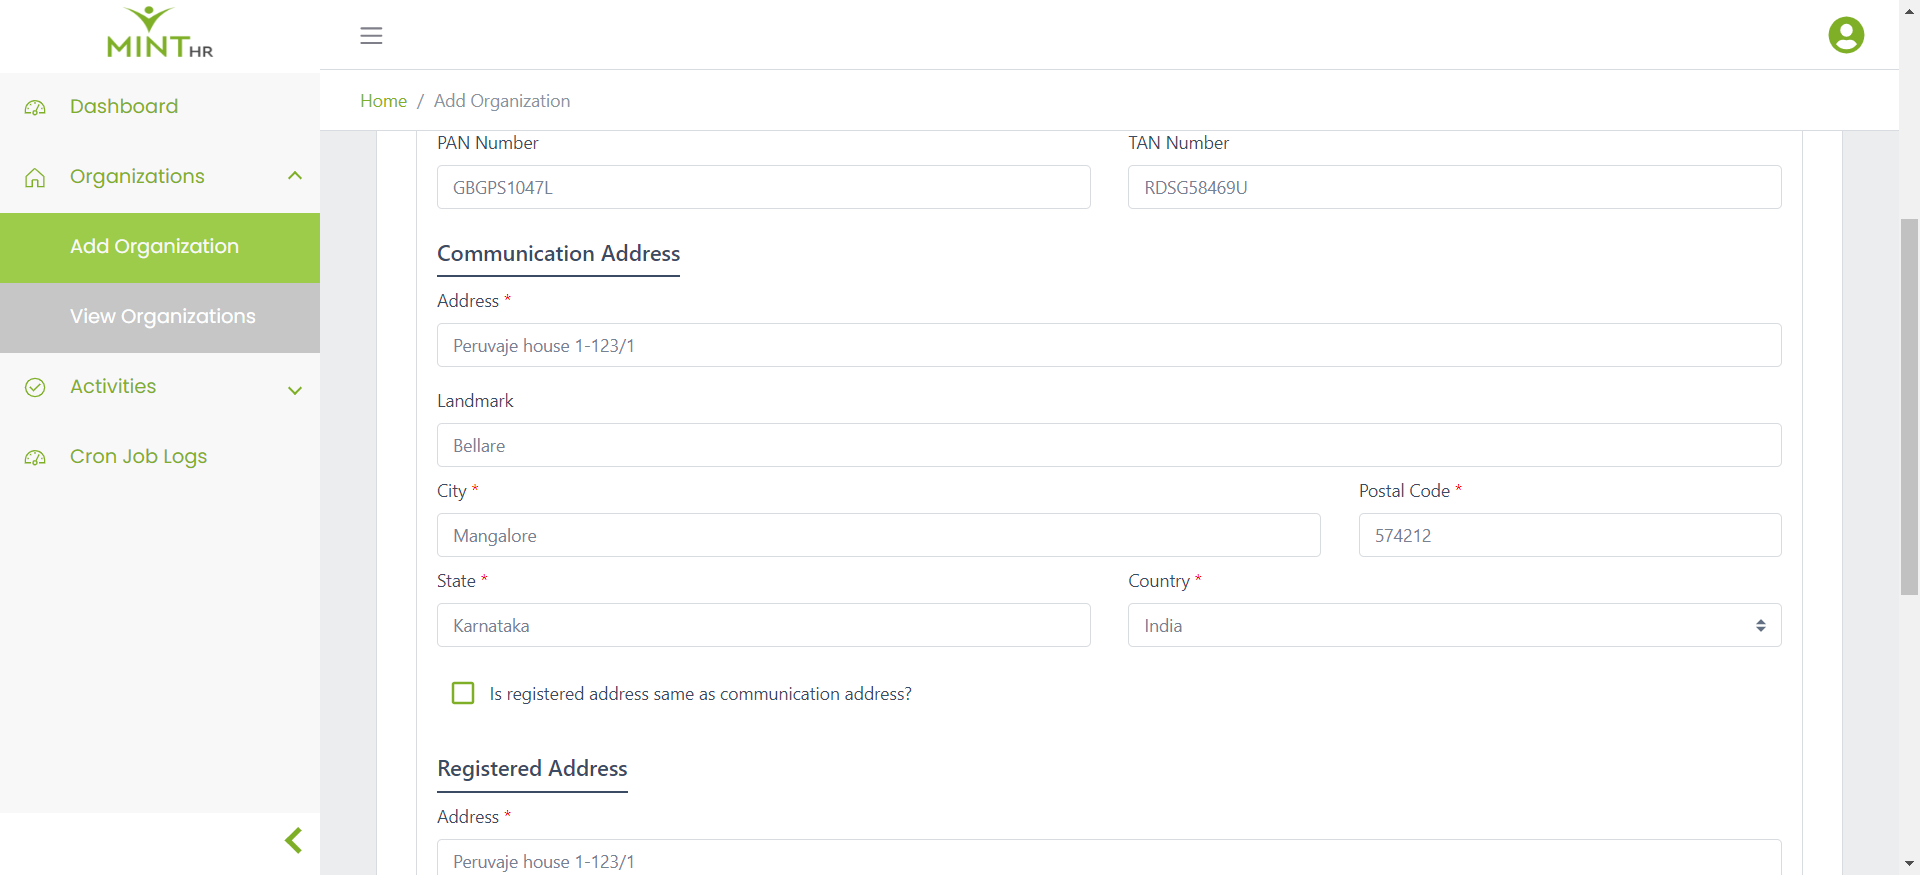 MINT HR
Dashboard
Organizations
Add Organization
View Organizations
Activities
Cron Job Logs
Home / Add Organization
PAN Number
TAN Number
GBGPS1047L
RDSG58469U
Communication Address
Address *
Peruvaje house 1-123/1
Landmark
Bellare
City *
Postal Code *
Mangalore
574212
State *
Country *
Karnataka
India
Is registered address same as communication address?
Registered Address
Address *
Peruvaje house 1-123/1